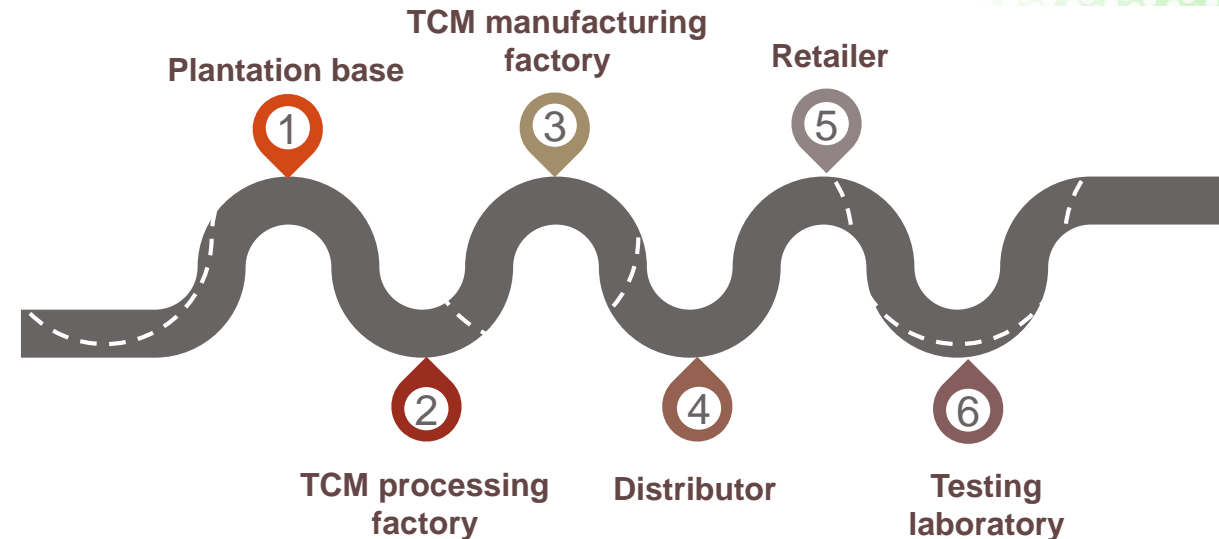 Plantation base
1
TCM processing
factory
2
TCM manufacturing
factory
3
Distributor
4
Retailer
5
Testing
laboratory
6